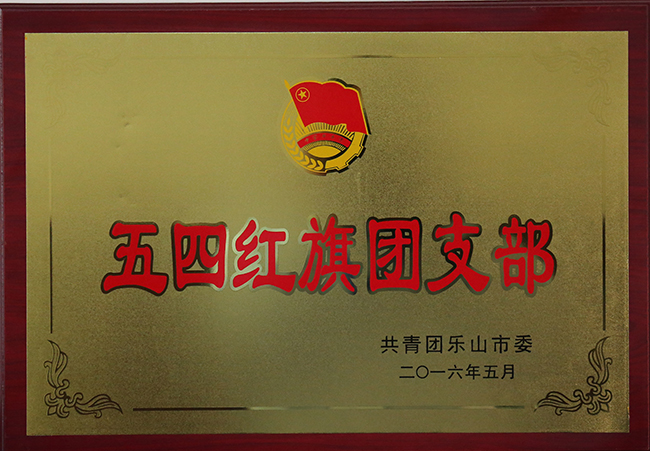 五四红旗团支部
共青团乐山市委
二〇一六年五月